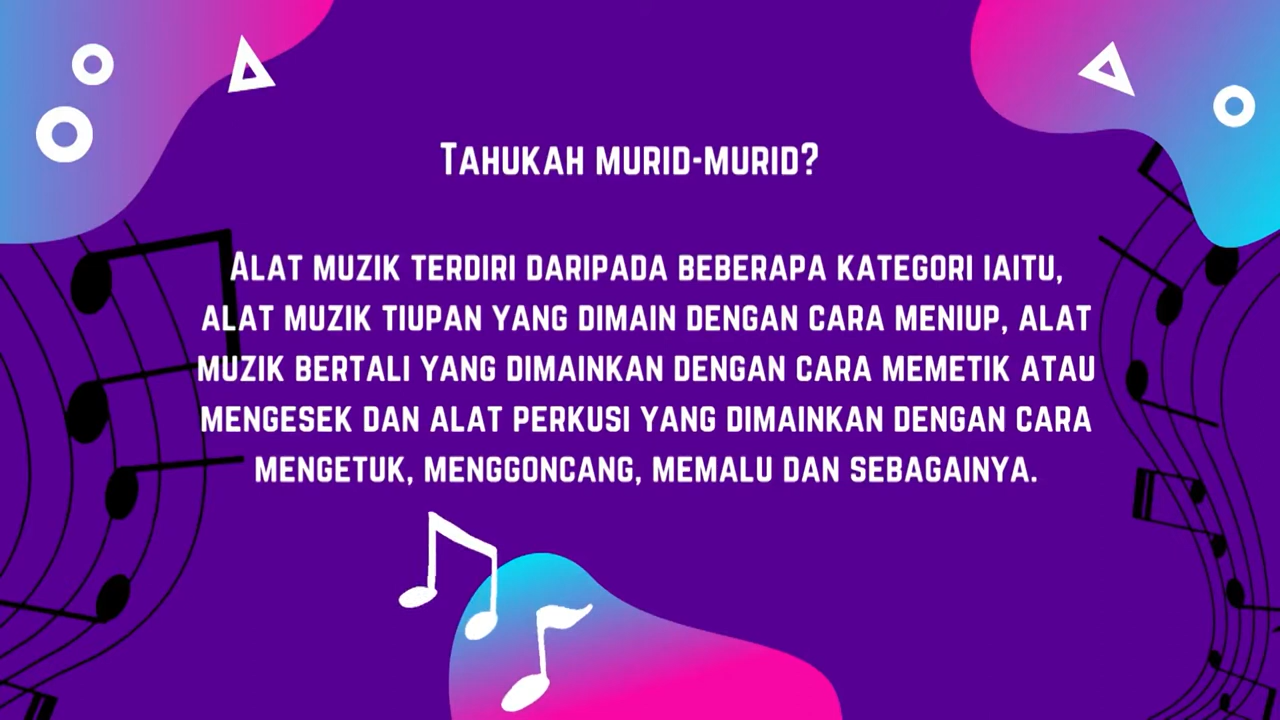 Tahukah murid-murid?
Alat muzik terdiri daripada beberapa kategori iaitu,
alat muzik tiupan yang dimain dengan cara meniup, alat
muzik bertali yang dimainkan dengan cara memetik atau
mengesek dan alat perkusi yang dimainkan dengan cara
mengetuk, menggoncang, memalu dan sebagainya.